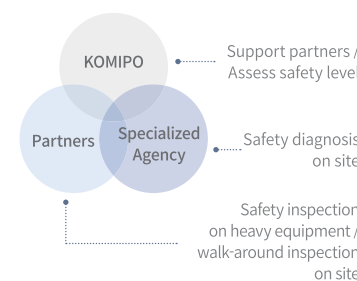 KOMIPO
Support partners /
Assess safety level
Partners
Specialized
Agency
Safety diagnosis
on site
Safety inspection
on heavy equipment /
walk-around inspection
on site